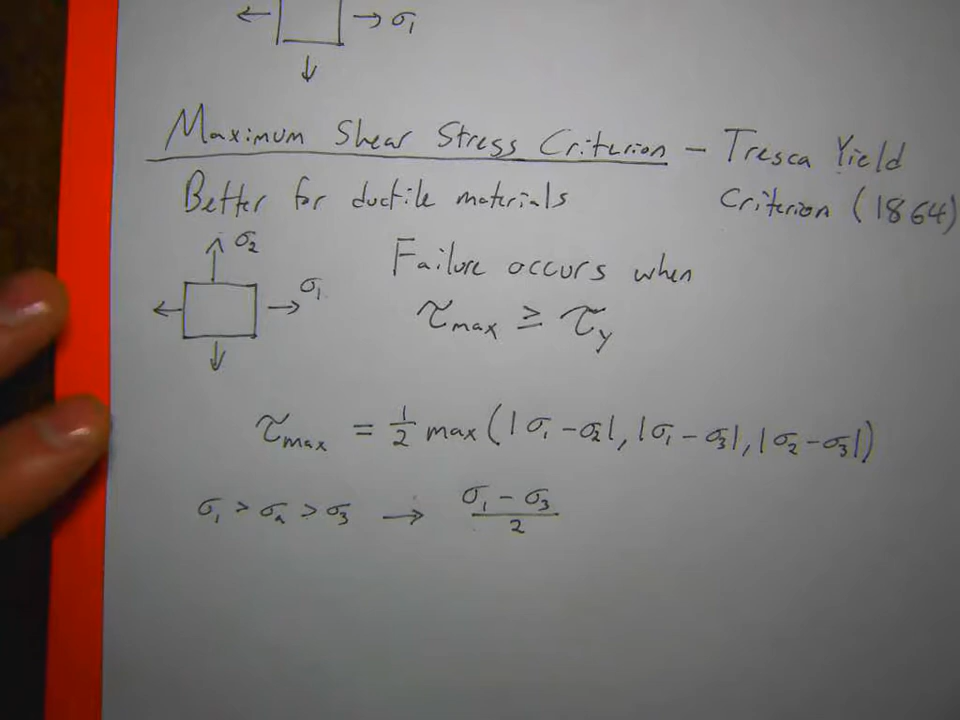 σ₁
Maximum Shear Stress Criterion – Tresca Yield
Criterion (1864)
Better for ductile materials
σ₂
σ₁
Failure occurs when
τmax ≥ τy
τmax = 1/2 max(|σ₁ - σ₂|, |σ₁ - σ₃|, |σ₂ - σ₃|)
σ₁ > σ₂ > σ₃ → (σ₁ - σ₃)/2